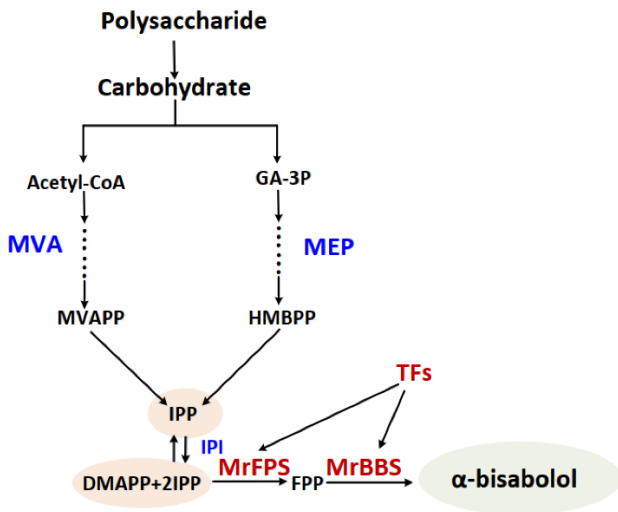 Polysaccharide
Carbohydrate
Acetyl-CoA
GA-3P
MVA
MEP
MVAPP
HMBPP
TFs
IPP
IPI
MrFPS
MrBBS
DMAPP+2IPP
FPP
α-bisabolol